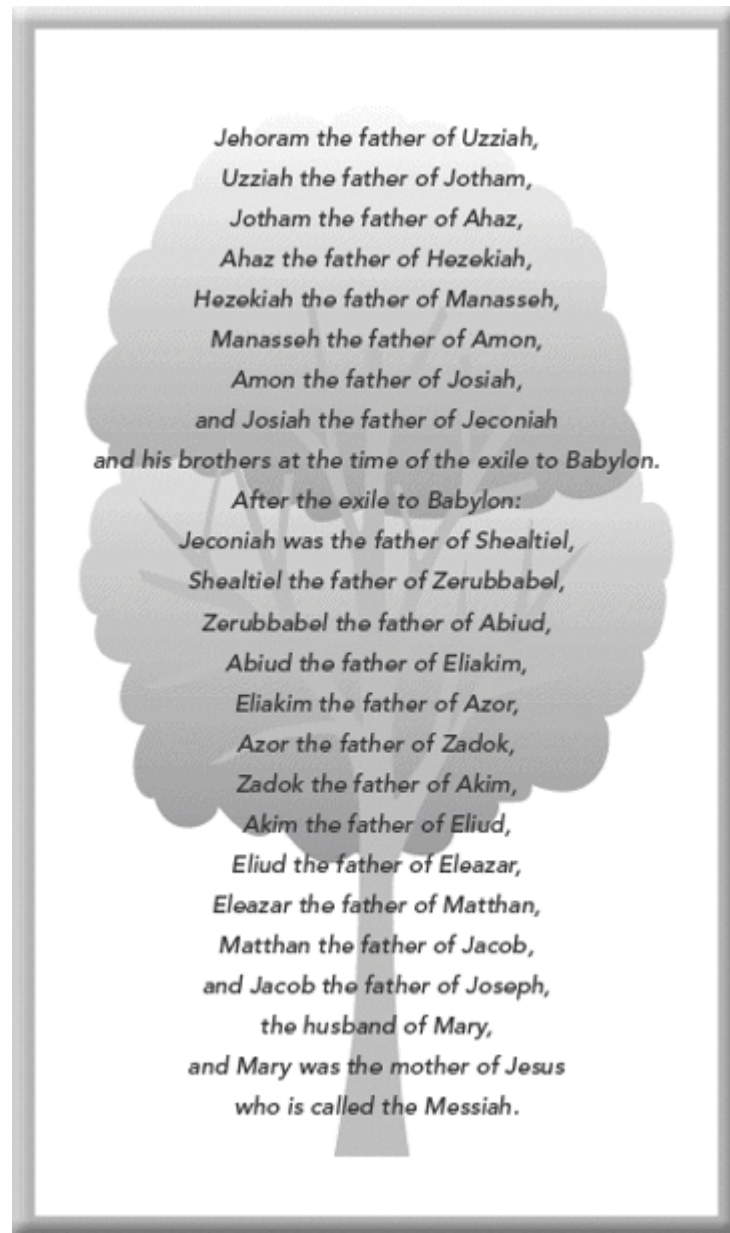 Jehoram the father of Uzziah,
Uzziah the father of Jotham,
Jotham the father of Ahaz,
Ahaz the father of Hezekiah,
Hezekiah the father of Manasseh,
Manasseh the father of Amon,
Amon the father of Josiah,
and Josiah the father of Jeconiah
and his brothers at the time of the exile to Babylon.
After the exile to Babylon:
Jeconiah was the father of Shealtiel,
Shealtiel the father of Zerubbabel,
Zerubbabel the father of Abiud,
Abiud the father of Eliakim,
Eliakim the father of Azor,
Azor the father of Zadok,
Zadok the father of Akim,
Akim the father of Eliud,
Eliud the father of Eleazar,
Eleazar the father of Matthan,
Matthan the father of Jacob,
and Jacob the father of Joseph,
the husband of Mary,
and Mary was the mother of Jesus
who is called the Messiah.